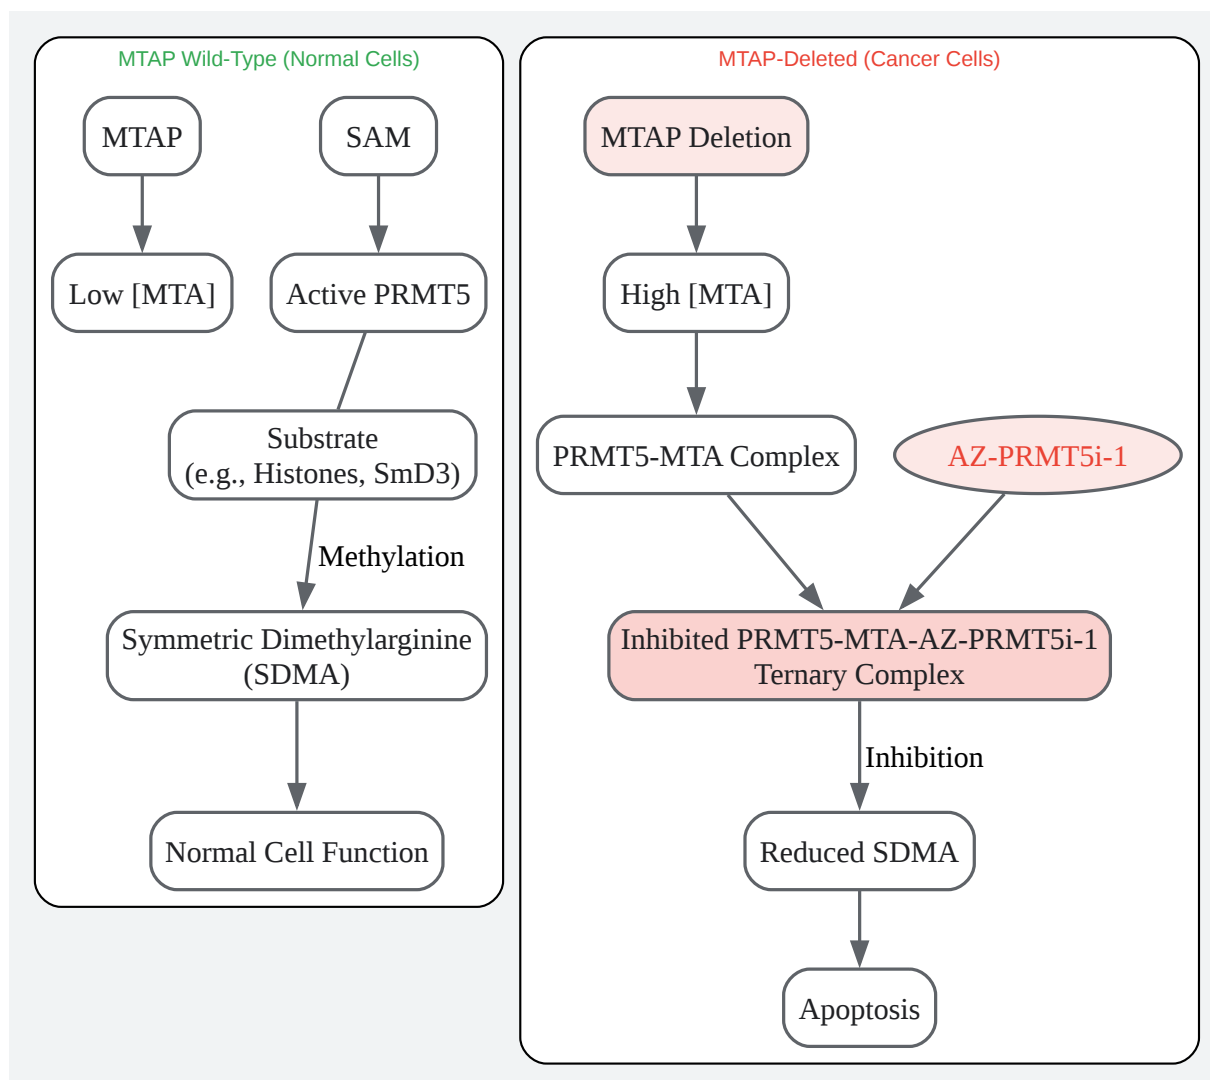 MTAP Wild-Type (Normal Cells)
MTAP
SAM
Low [MTA]
Active PRMT5
Substrate
(e.g., Histones, SmD3)
Methylation
Symmetric Dimethylarginine
(SDMA)
Normal Cell Function
MTAP-Deleted (Cancer Cells)
MTAP Deletion
High [MTA]
PRMT5-MTA Complex
AZ-PRMT5i-1
Inhibited PRMT5-MTA-AZ-PRMT5i-1
Ternary Complex
Inhibition
Reduced SDMA
Apoptosis